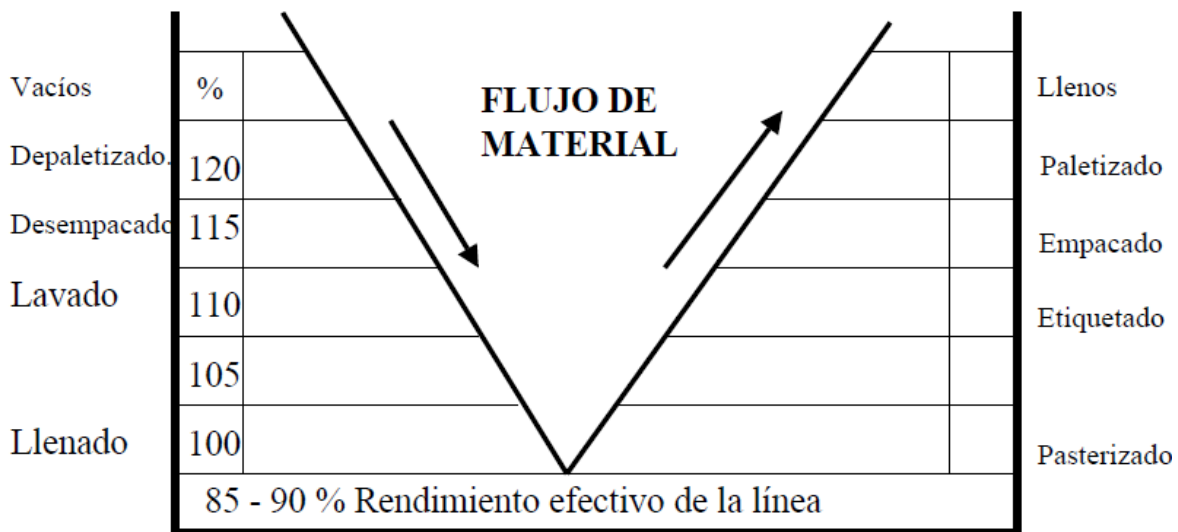 Vacíos
%
FLUJO DE
MATERIAL
Llenos
Depaletizado.
120
Paletizado
Desempacado
115
Empacado
Lavado
110
Etiquetado
105
Llenado
100
Pasterizado
85 - 90 % Rendimiento efectivo de la línea